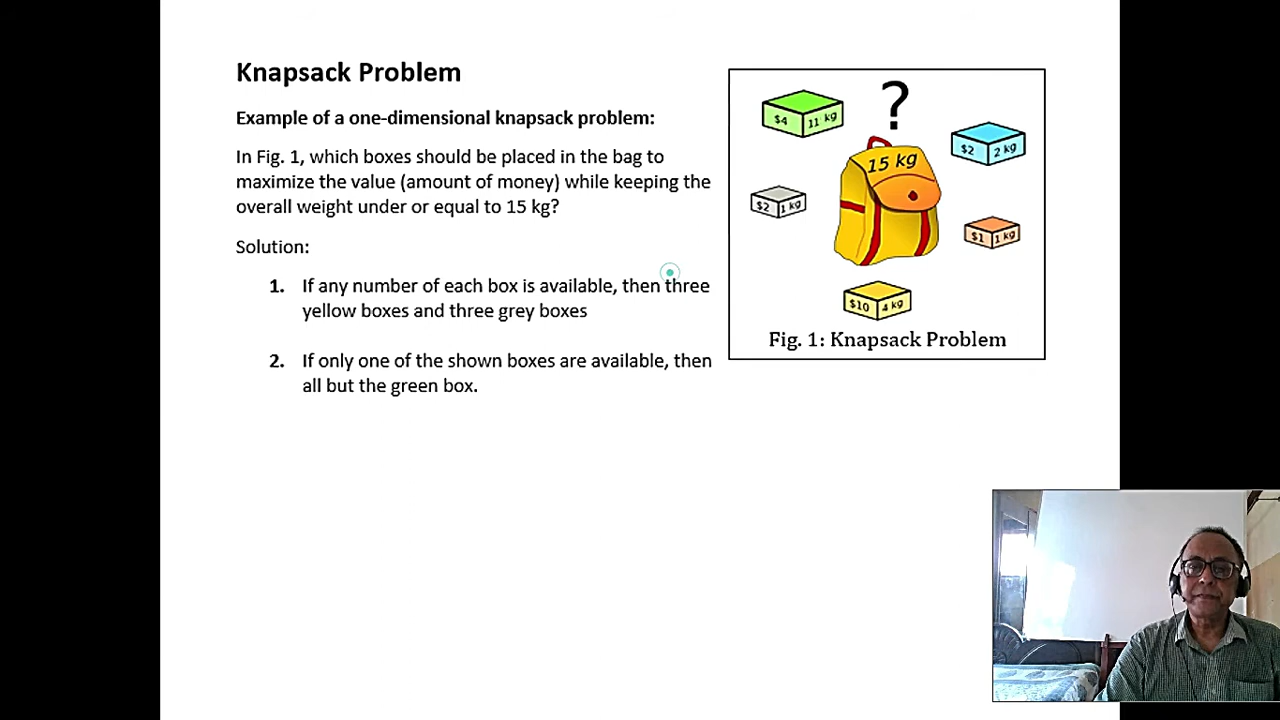 Knapsack Problem
Example of a one-dimensional knapsack problem:
In Fig. 1, which boxes should be placed in the bag to
maximize the value (amount of money) while keeping the
overall weight under or equal to 15 kg?
Solution:
1. If any number of each box is available, then three
yellow boxes and three grey boxes
2. If only one of the shown boxes are available, then
all but the green box.
?
$4 11 kg
15 kg
$2 2 kg
$2 1 kg
$1 1 kg
$10 4 kg
Fig. 1: Knapsack Problem